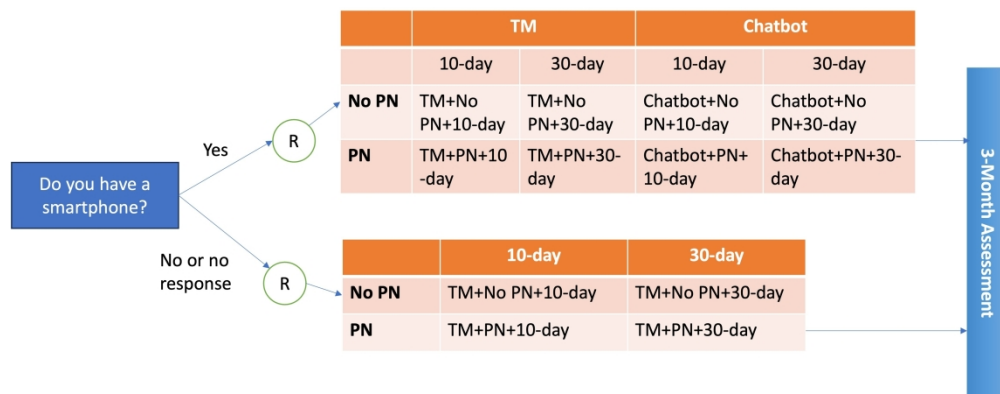 TM Chatbot
10-day 30-day 10-day 30-day
No PN TM+No TM+No Chatbot+No Chatbot+No
PN+10-day PN+30-day PN+10-day PN+30-day
PN TM+PN+10 TM+PN+30- Chatbot+PN+ Chatbot+PN+30-
-day day 10-day day
Yes
R
Do you have a
smartphone?
No or no
response
R
10-day 30-day
No PN TM+No PN+10-day TM+No PN+30-day
PN TM+PN+10-day TM+PN+30-day
3-Month Assessment